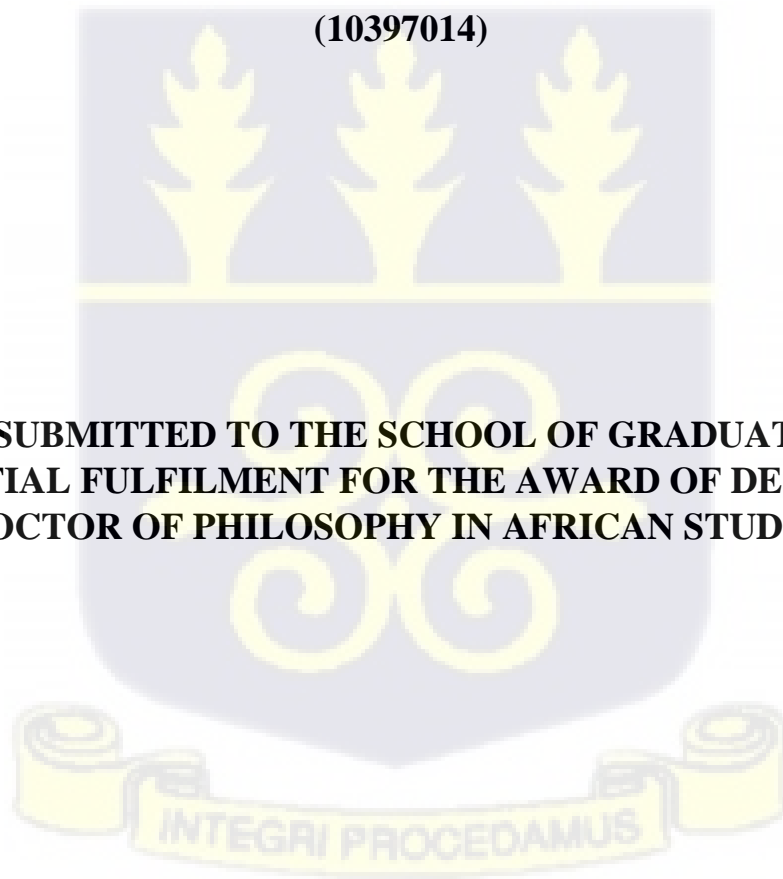 (10397014)
SUBMITTED TO THE SCHOOL OF GRADUAT
TIAL FULFILMENT FOR THE AWARD OF DE
OCTOR OF PHILOSOPHY IN AFRICAN STUD
INTEGRI PROCEDAMUS